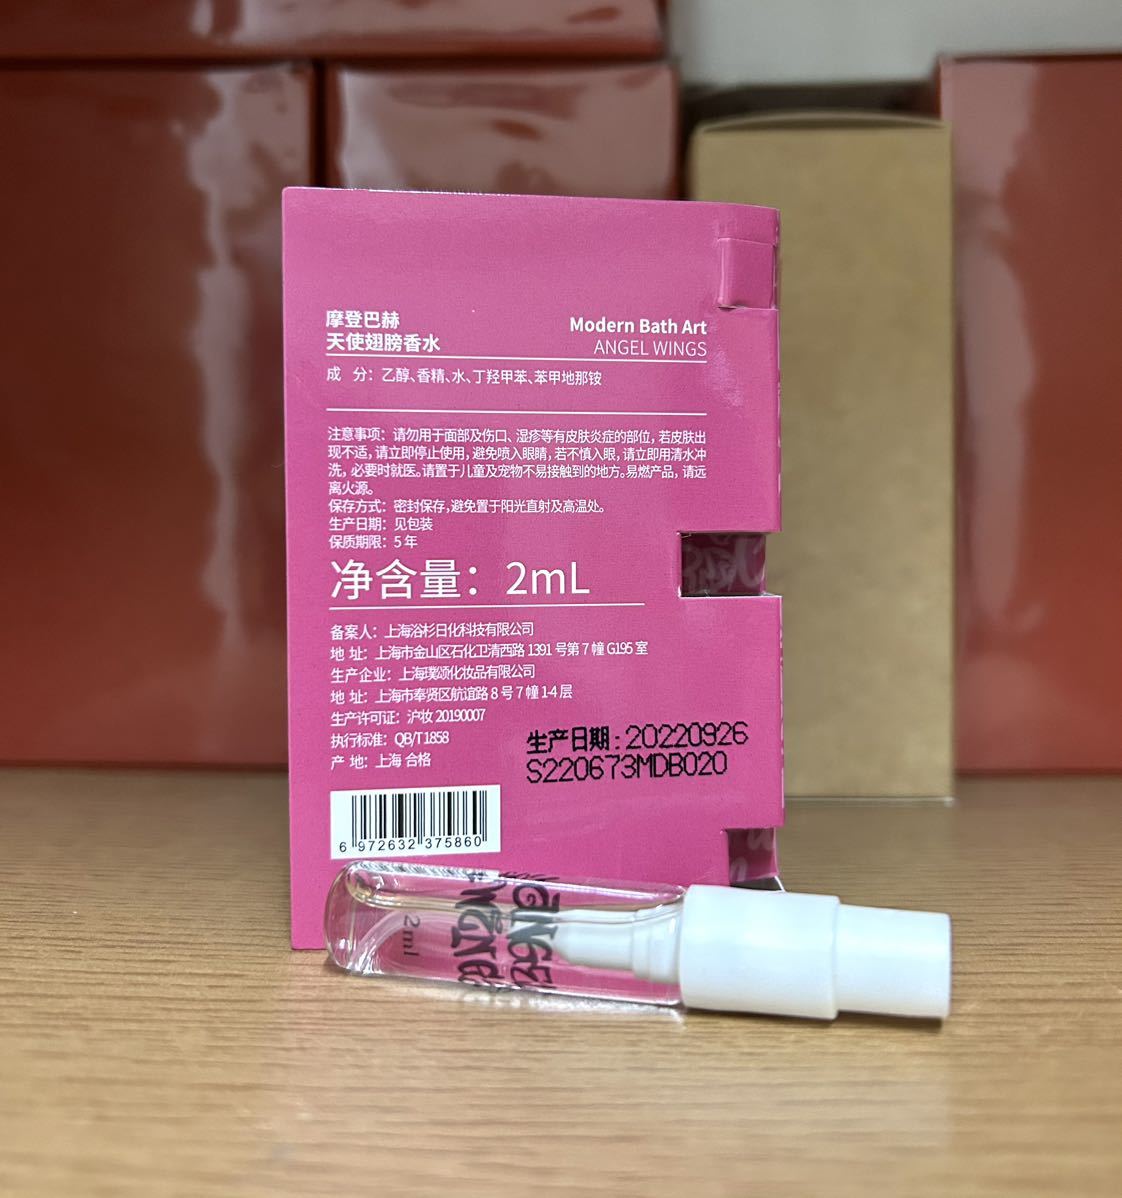 摩登巴赫
天使翅膀香水
Modern Bath Art
ANGEL WINGS
成 分：乙醇、香精、水、丁羟甲苯、苯甲地那铵
注意事项：请勿用于面部及伤口、湿疹等有皮肤炎症的部位，若皮肤出
现不适，请立即停止使用，避免喷入眼睛，若不慎入眼，请立即用清水冲
洗，必要时就医。请置于儿童及宠物不易接触到的地方。易燃产品，请远
离火源。
保存方式：密封保存，避免置于阳光直射及高温处。
生产日期：见包装
保质期限：5 年
净含量：2mL
备案人：上海浴杉日化科技有限公司
地 址：上海市金山区石化卫清西路 1391 号第 7 幢 G195 室
生产企业：上海璞颂化妆品有限公司
地 址：上海市奉贤区航谊路 8 号 7 幢 1-4 层
生产许可证：沪妆 20190007
执行标准：QB/T 1858
产 地：上海 合格
生产日期:20220926
S220673MDB020
6 972632 375860
2ml